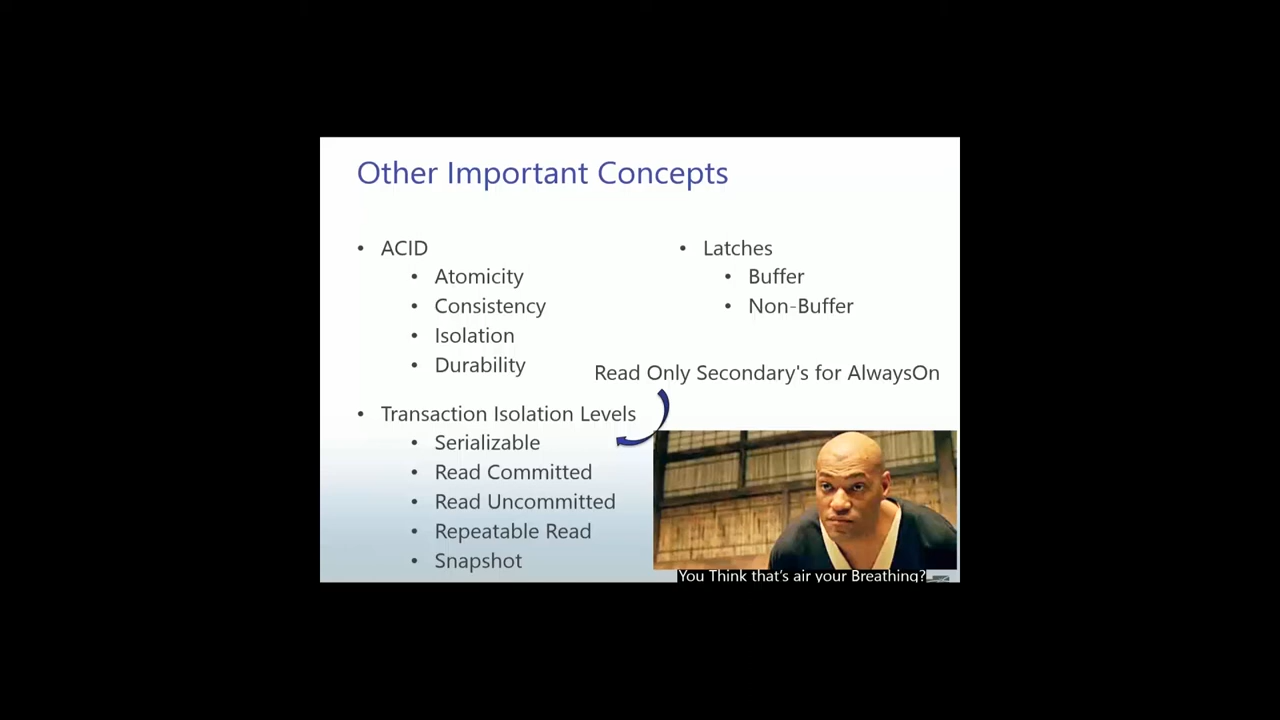 Other Important Concepts
• ACID
• Atomicity
• Consistency
• Isolation
• Durability
• Transaction Isolation Levels
• Serializable
• Read Committed
• Read Uncommitted
• Repeatable Read
• Snapshot
• Latches
• Buffer
• Non-Buffer
Read Only Secondary's for AlwaysOn
You Think that's air your Breathing?